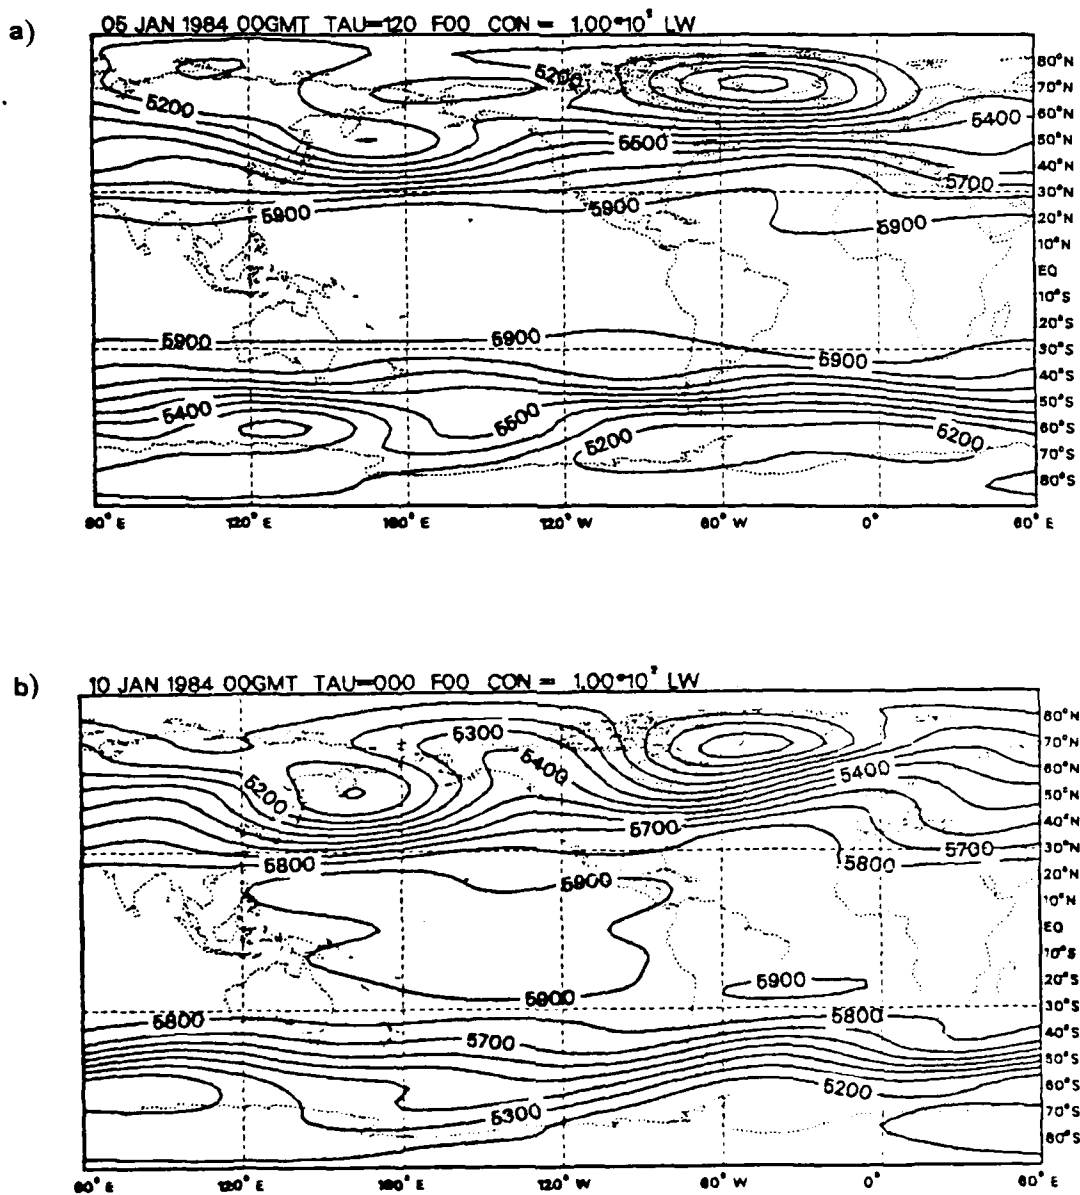 a)
05 JAN 1984 00GMT TAU=120 F00 CON = 1.00*10² LW
80°N
5200
70°N
5200
60°N
5400
5500
50°N
40°N
5700
30°N
5900
5900
20°N
5900
10°N
EQ
10°S
20°S
5900
5900
30°S
5900
40°S
50°S
5400
5500
60°S
5200
5200
70°S
80°S
60° E
120° E
180° E
120° W
60° W
0°
60° E
b)
10 JAN 1984 00GMT TAU=000 F00 CON = 1.00*10² LW
80°N
5300
70°N
5400
5400
60°N
5200
50°N
5700
40°N
5700
30°N
5800
5800
20°N
5900
10°N
EQ
10°S
5900
20°S
5900
30°S
5800
5800
40°S
5700
50°S
5200
60°S
5300
70°S
80°S
60° E
120° E
180° E
120° W
60° W
0°
60° E